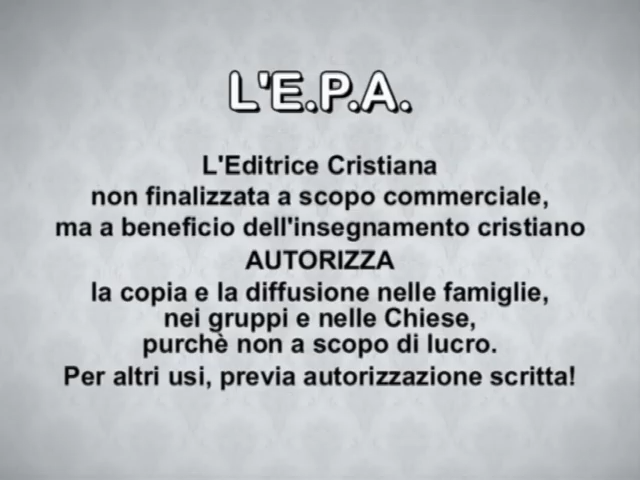 L'E.P.A.
L'Editrice Cristiana
non finalizzata a scopo commerciale,
ma a beneficio dell'insegnamento cristiano
AUTORIZZA
la copia e la diffusione nelle famiglie,
nei gruppi e nelle Chiese,
purchè non a scopo di lucro.
Per altri usi, previa autorizzazione scritta!